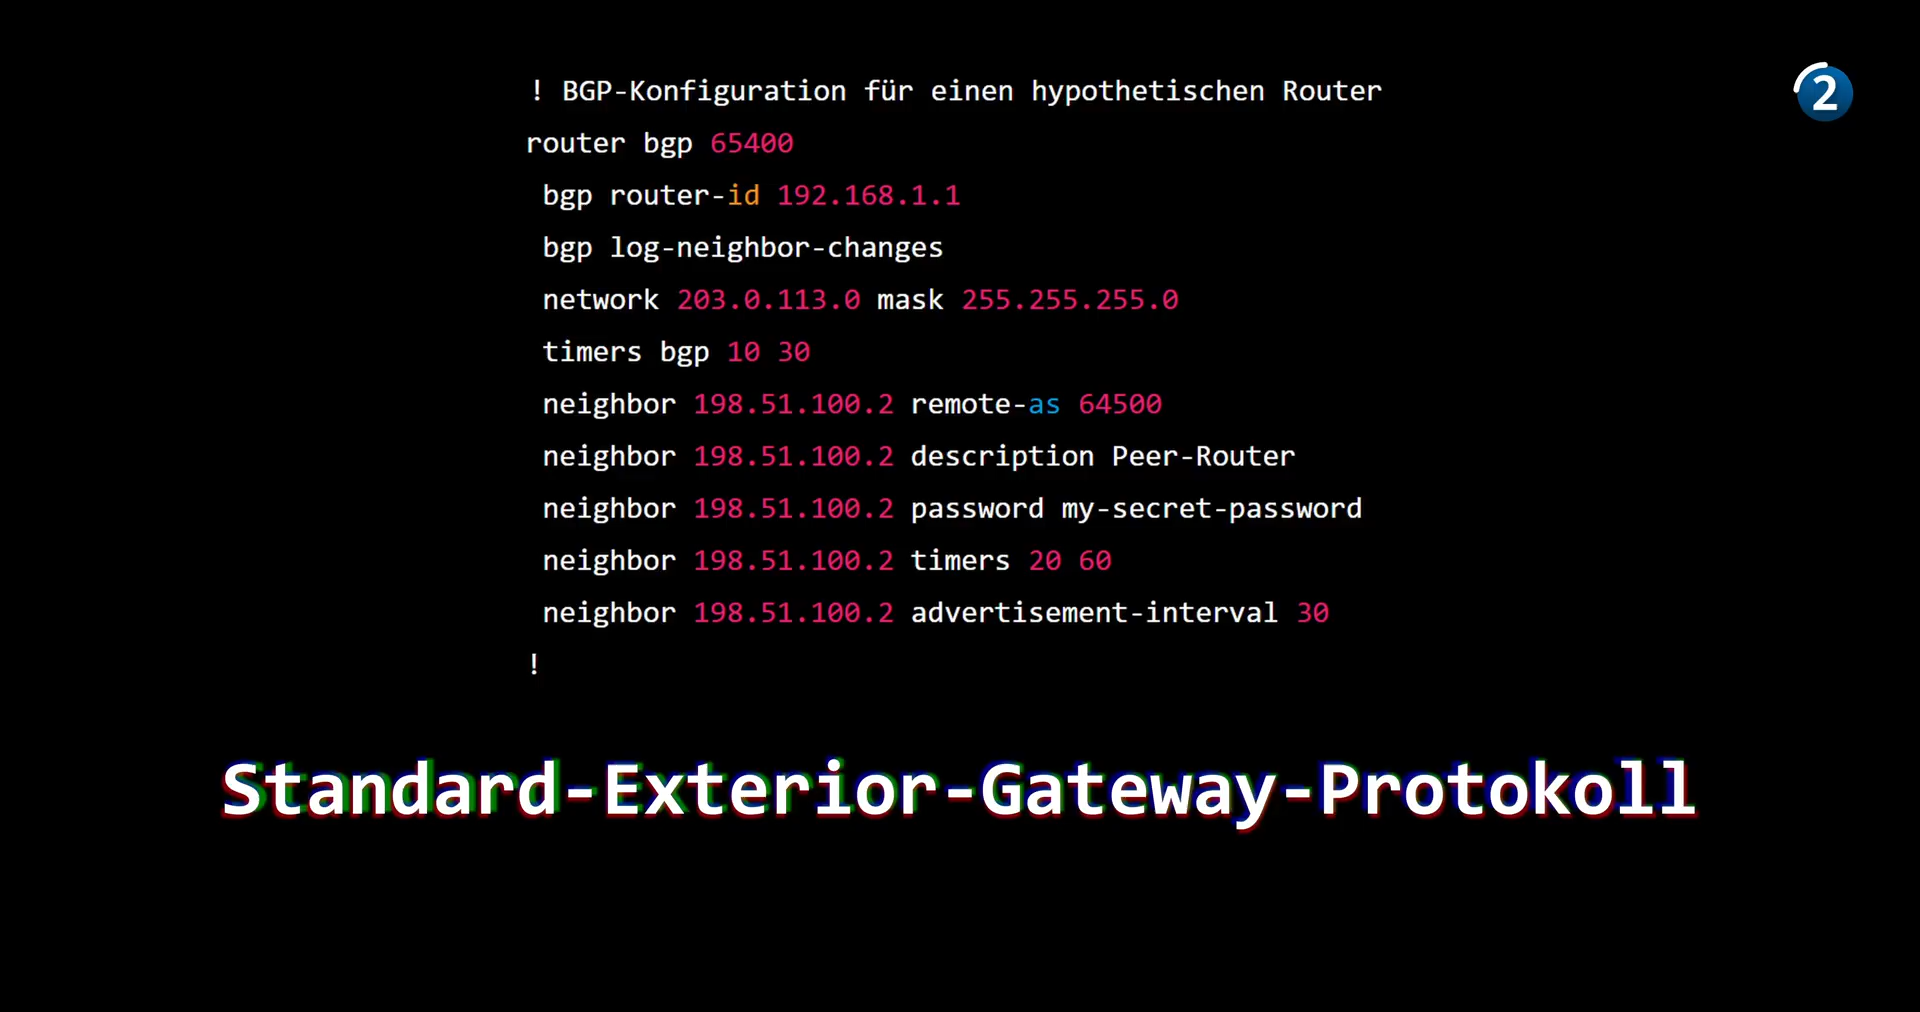 ! BGP-Konfiguration für einen hypothetischen Router
2
router bgp 65400
bgp router-id 192.168.1.1
bgp log-neighbor-changes
network 203.0.113.0 mask 255.255.255.0
timers bgp 10 30
neighbor 198.51.100.2 remote-as 64500
neighbor 198.51.100.2 description Peer-Router
neighbor 198.51.100.2 password my-secret-password
neighbor 198.51.100.2 timers 20 60
neighbor 198.51.100.2 advertisement-interval 30
!
Standard-Exterior-Gateway-Protokoll